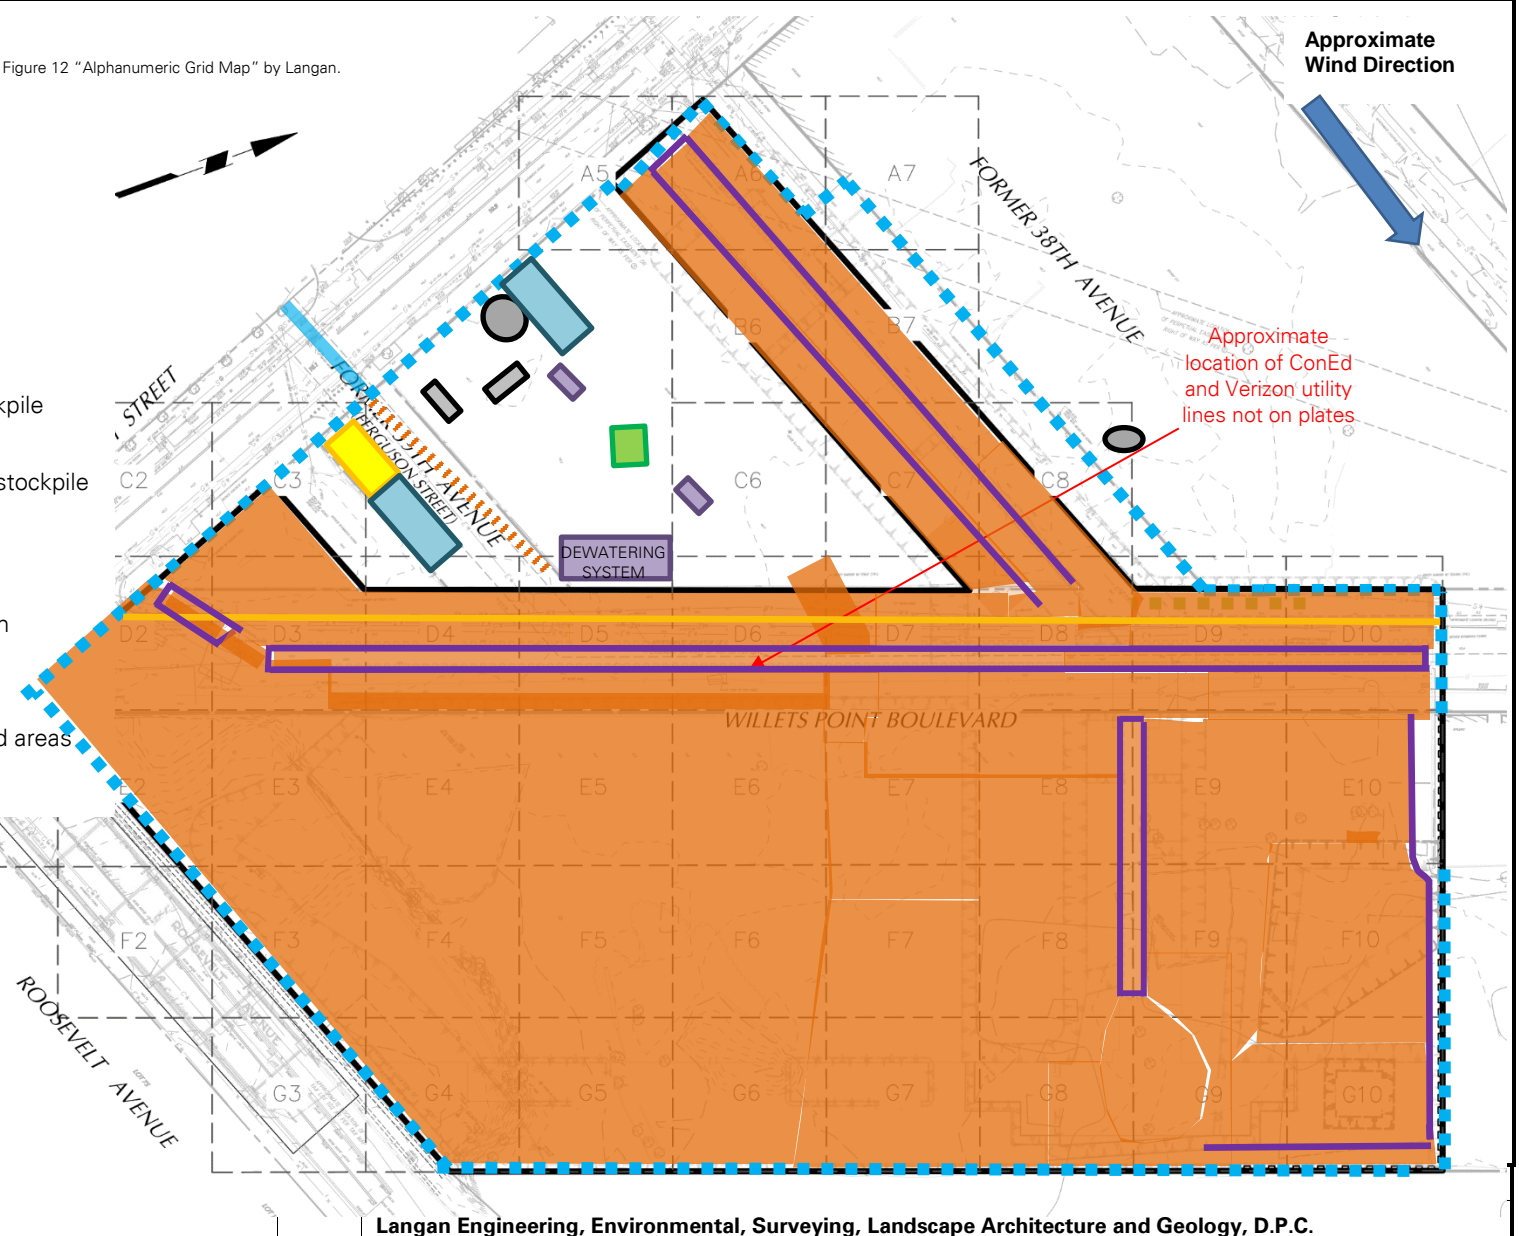 Approximate
Wind Direction
Figure 12 “Alphanumeric Grid Map” by Langan.
A5
A6
A7
FORMER 38TH AVENUE
B6
B7
Approximate
location of ConEd
and Verizon utility
lines not on plates
STREET
kpile
stockpile
FORMER 39TH AVENUE
(FERGUSON STREET)
C2
C3
C6
C7
C8
DEWATERING
SYSTEM
n
D2
D3
D4
D5
D6
D7
D8
D9
D10
WILLETS POINT BOULEVARD
d areas
E2
E3
E4
E5
E6
E7
E8
E9
E10
F2
F3
F4
F5
F6
F7
F8
F9
F10
ROOSEVELT AVENUE
G3
G4
G5
G6
G7
G8
G9
G10
Langan Engineering, Environmental, Surveying, Landscape Architecture and Geology, D.P.C.